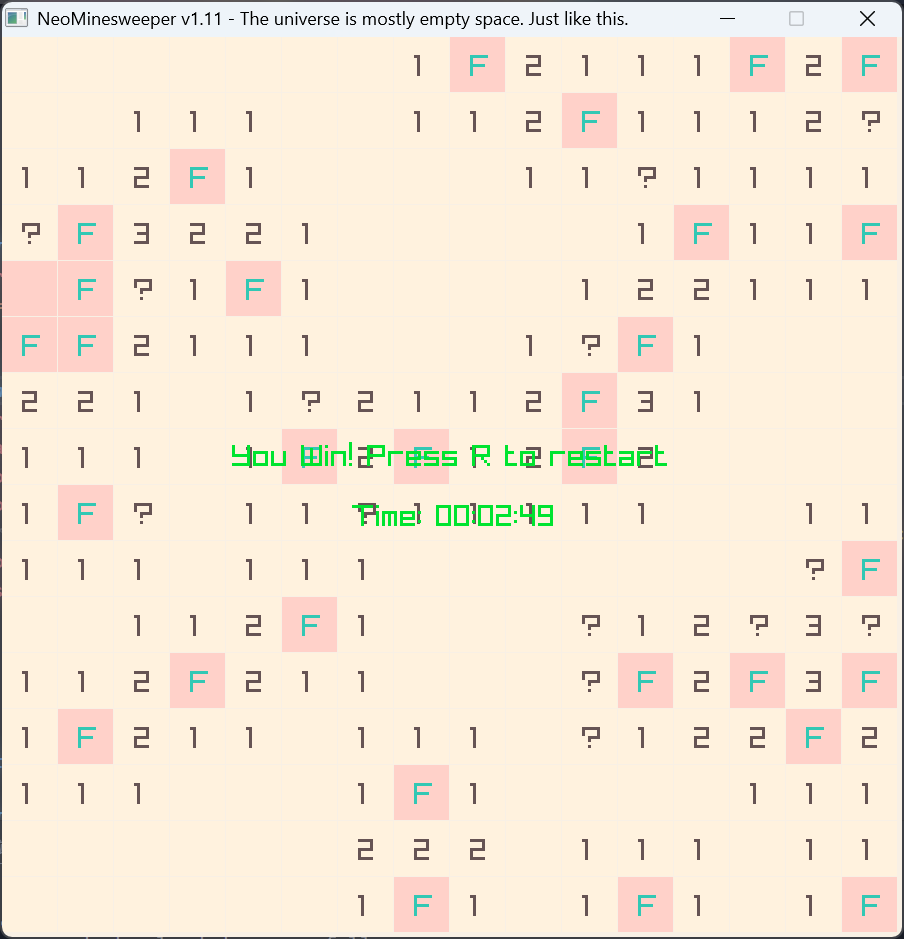 NeoMinesweeper v1.11 - The universe is mostly empty space. Just like this.
1 F 2 1 1 1 F 2 F
1 1 1 1 1 2 F 1 1 1 2 ?
1 1 2 F 1 1 1 ? 1 1 1 1
? F 3 2 2 1 1 F 1 1 F
F ? 1 F 1 1 2 2 1 1 1
F F 2 1 1 1 1 ? F 1
2 2 1 1 ? 2 1 1 2 F 3 1
1 1 1 1 F 2 F 1 2 F 2
You Win! Press R to restart
1 F ? 1 1 ? 1 1 1 1 1 1 1
Time: 00:02:49
1 1 1 1 1 1 ? F
1 1 2 F 1 ? 1 2 ? 3 ?
1 1 2 F 2 1 1 ? F 2 F 3 F
1 F 2 1 1 1 1 1 ? 1 2 2 F 2
1 1 1 1 F 1 1 1 1
2 2 2 1 1 1 1 1
1 F 1 1 F 1 1 F